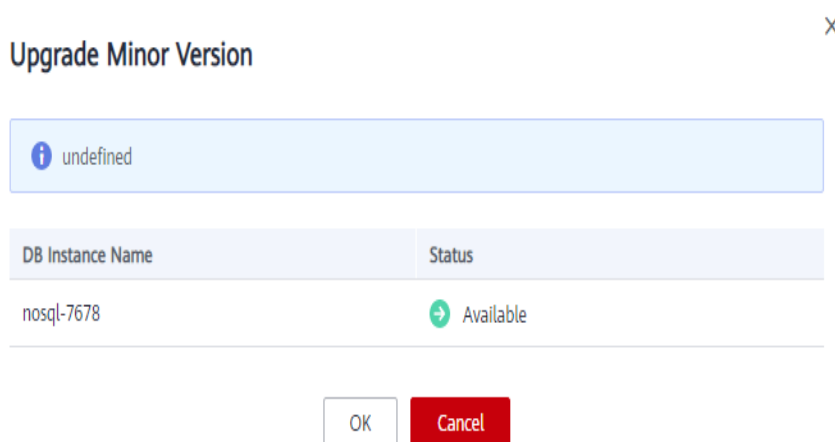 Upgrade Minor Version
undefined
DB Instance Name Status
nosql-7678 Available
OK Cancel